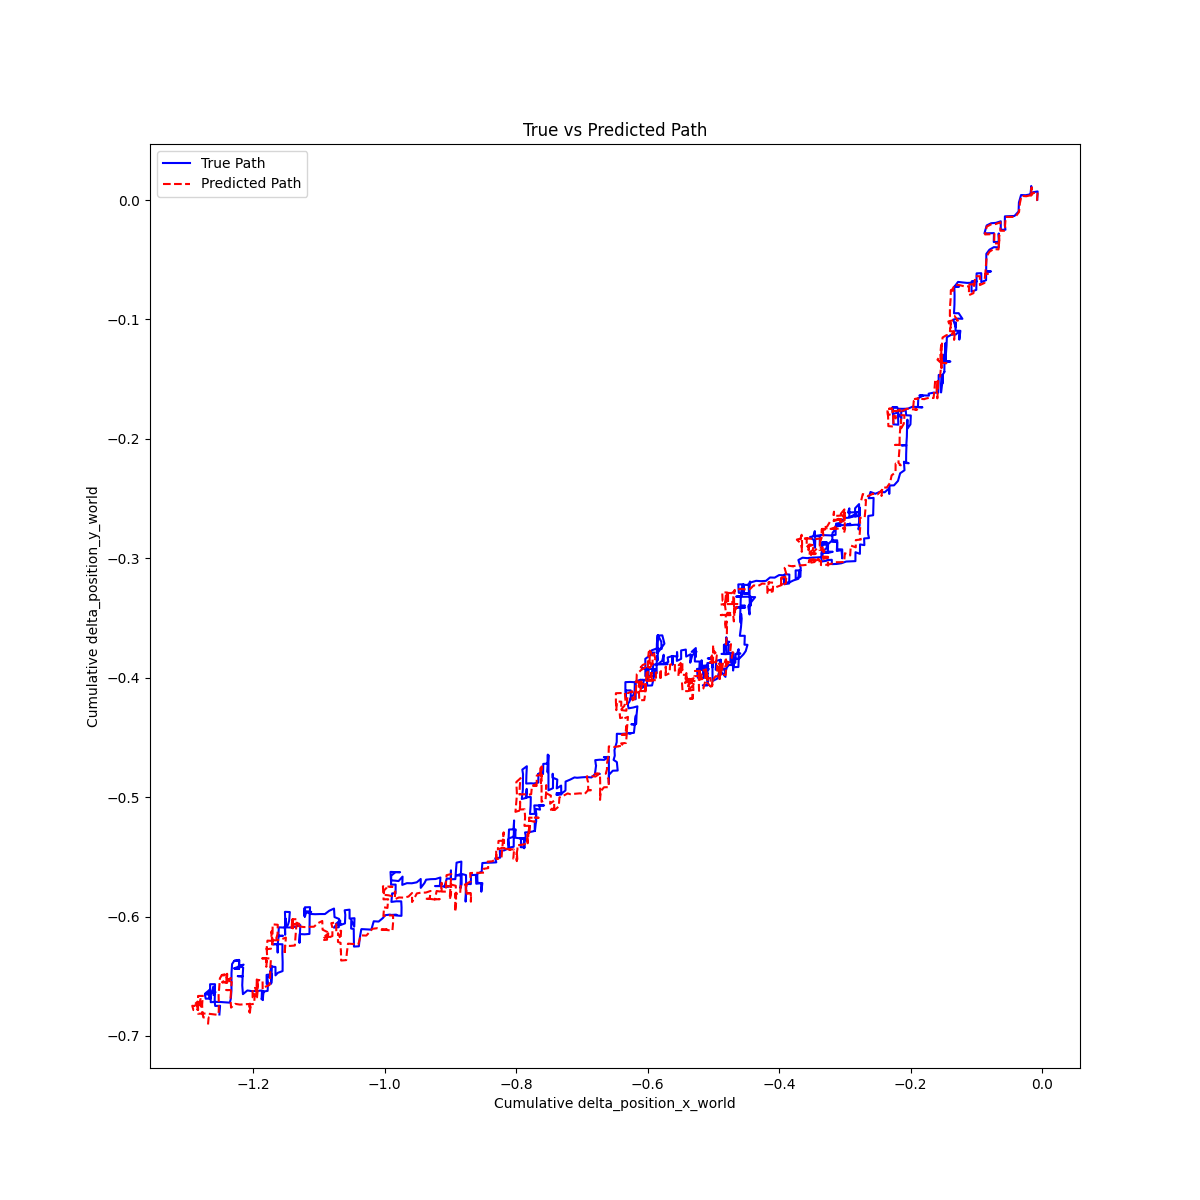 True vs Predicted Path
True Path
Predicted Path
0.0
−0.1
−0.2
−0.3
−0.4
−0.5
−0.6
−0.7
Cumulative delta_position_y_world
−1.2 −1.0 −0.8 −0.6 −0.4 −0.2 0.0
Cumulative delta_position_x_world